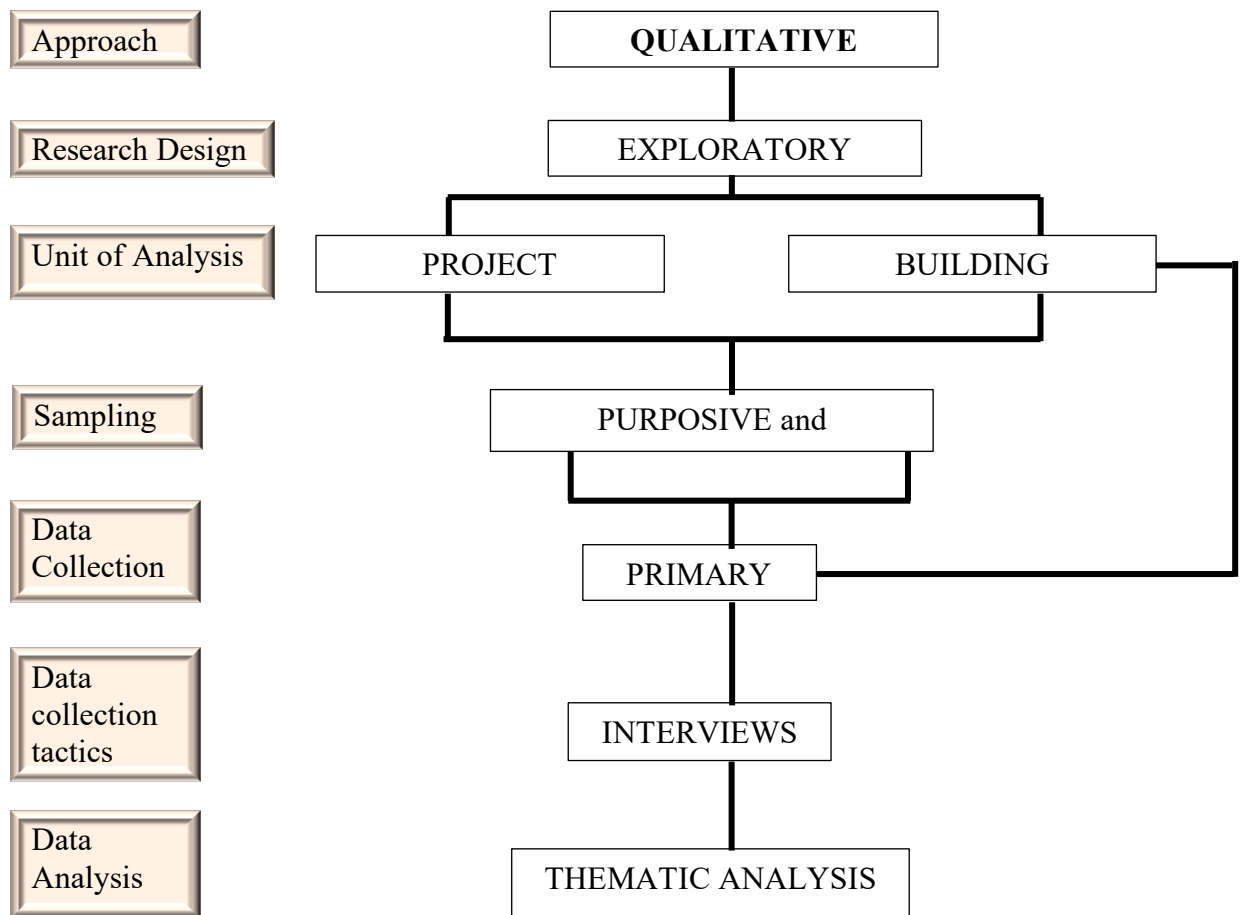 Approach
QUALITATIVE
Research Design
EXPLORATORY
Unit of Analysis
PROJECT
BUILDING
Sampling
PURPOSIVE and
Data
Collection
PRIMARY
Data
collection
tactics
INTERVIEWS
Data
Analysis
THEMATIC ANALYSIS